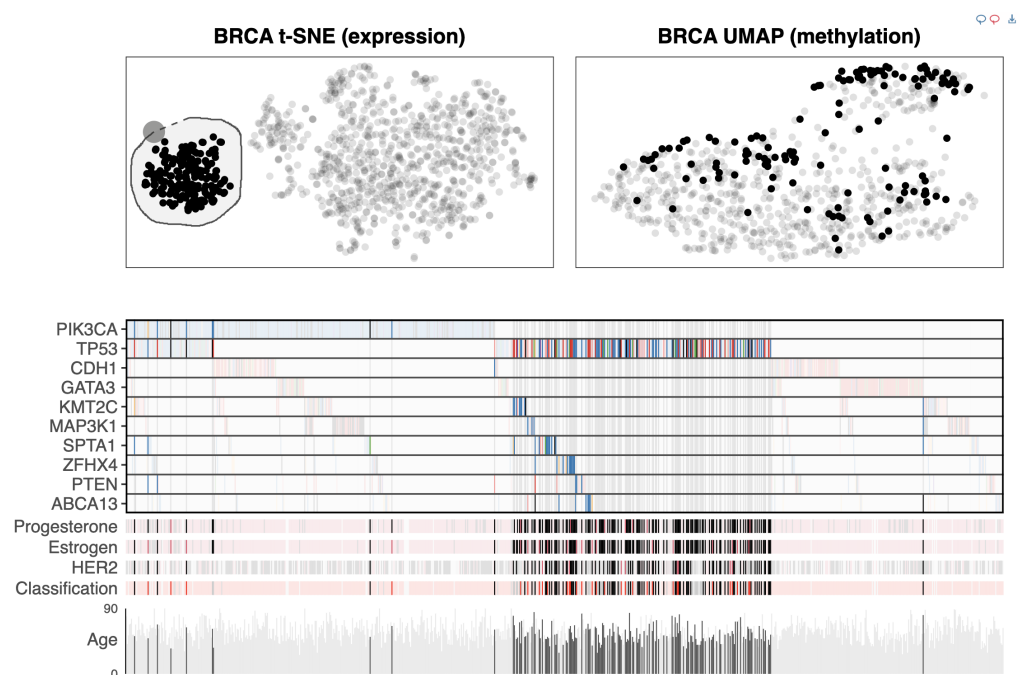 BRCA t-SNE (expression)
BRCA UMAP (methylation)
PIK3CA
TP53
CDH1
GATA3
KMT2C
MAP3K1
SPTA1
ZFHX4
PTEN
ABCA13
Progesterone
Estrogen
HER2
Classification
90
Age
0